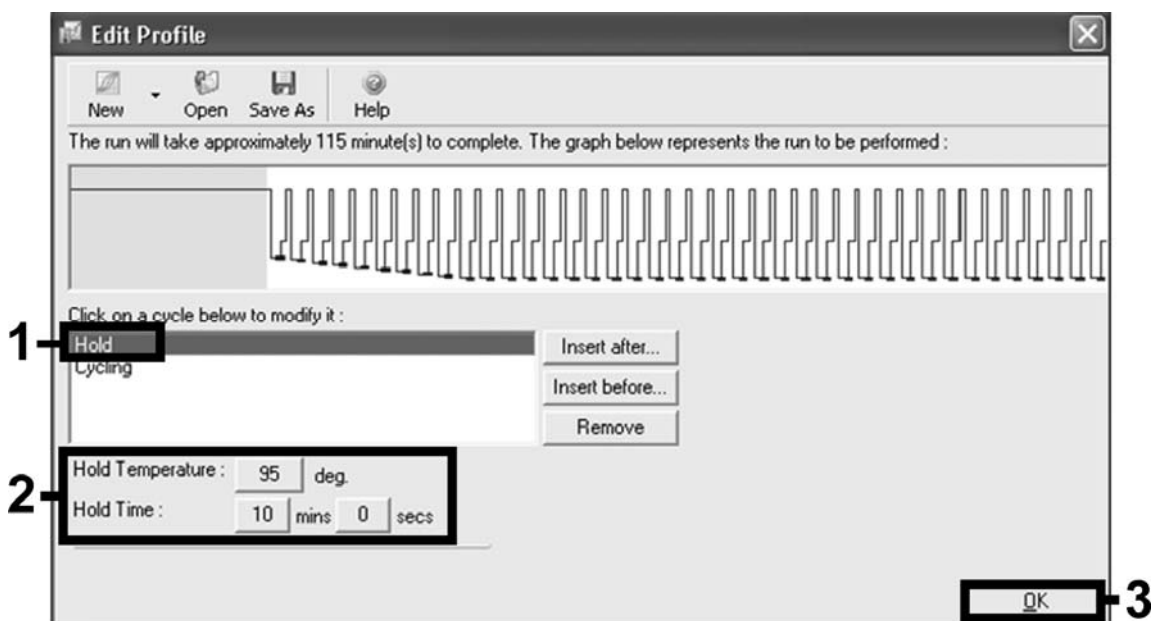 Edit Profile
New Open Save As Help
The run will take approximately 115 minute(s) to complete. The graph below represents the run to be performed :
Click on a cycle below to modify it :
1
Hold
Cycling
Insert after...
Insert before...
Remove
2
Hold Temperature : 95 deg.
Hold Time : 10 mins 0 secs
OK
3